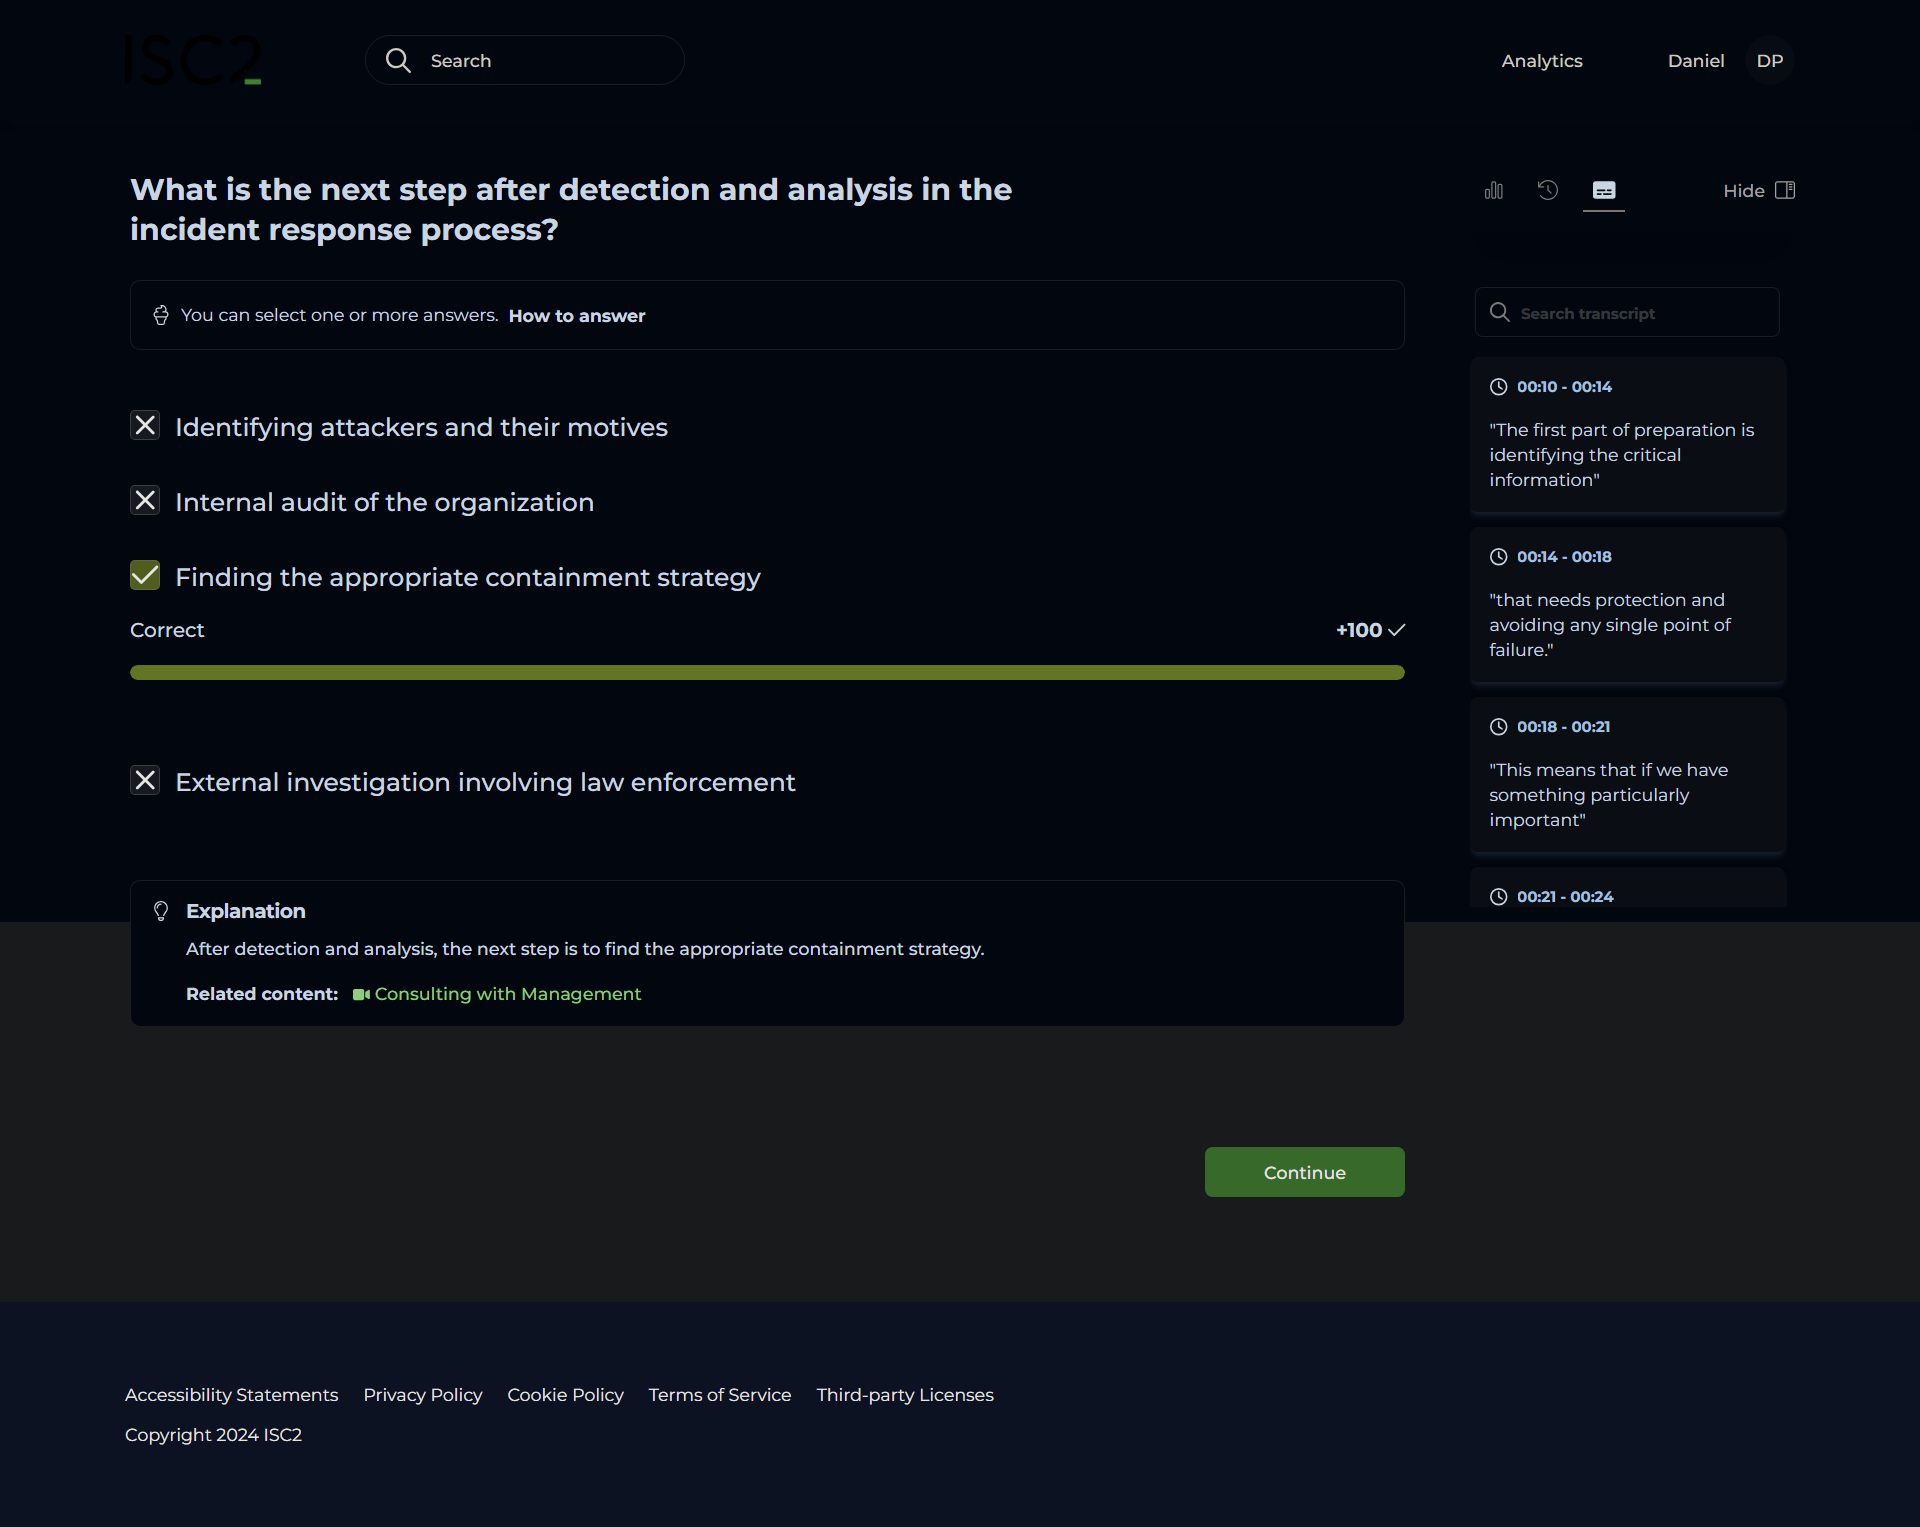 ISC2
Search
Analytics
Daniel
DP
What is the next step after detection and analysis in the
incident response process?
You can select one or more answers. How to answer
Identifying attackers and their motives
Internal audit of the organization
Finding the appropriate containment strategy
Correct
+100
External investigation involving law enforcement
Explanation
After detection and analysis, the next step is to find the appropriate containment strategy.
Related content: Consulting with Management
Continue
Hide
Search transcript
00:10 - 00:14
"The first part of preparation is
identifying the critical
information"
00:14 - 00:18
"that needs protection and
avoiding any single point of
failure."
00:18 - 00:21
"This means that if we have
something particularly
important"
00:21 - 00:24
Accessibility Statements Privacy Policy Cookie Policy Terms of Service Third-party Licenses
Copyright 2024 ISC2